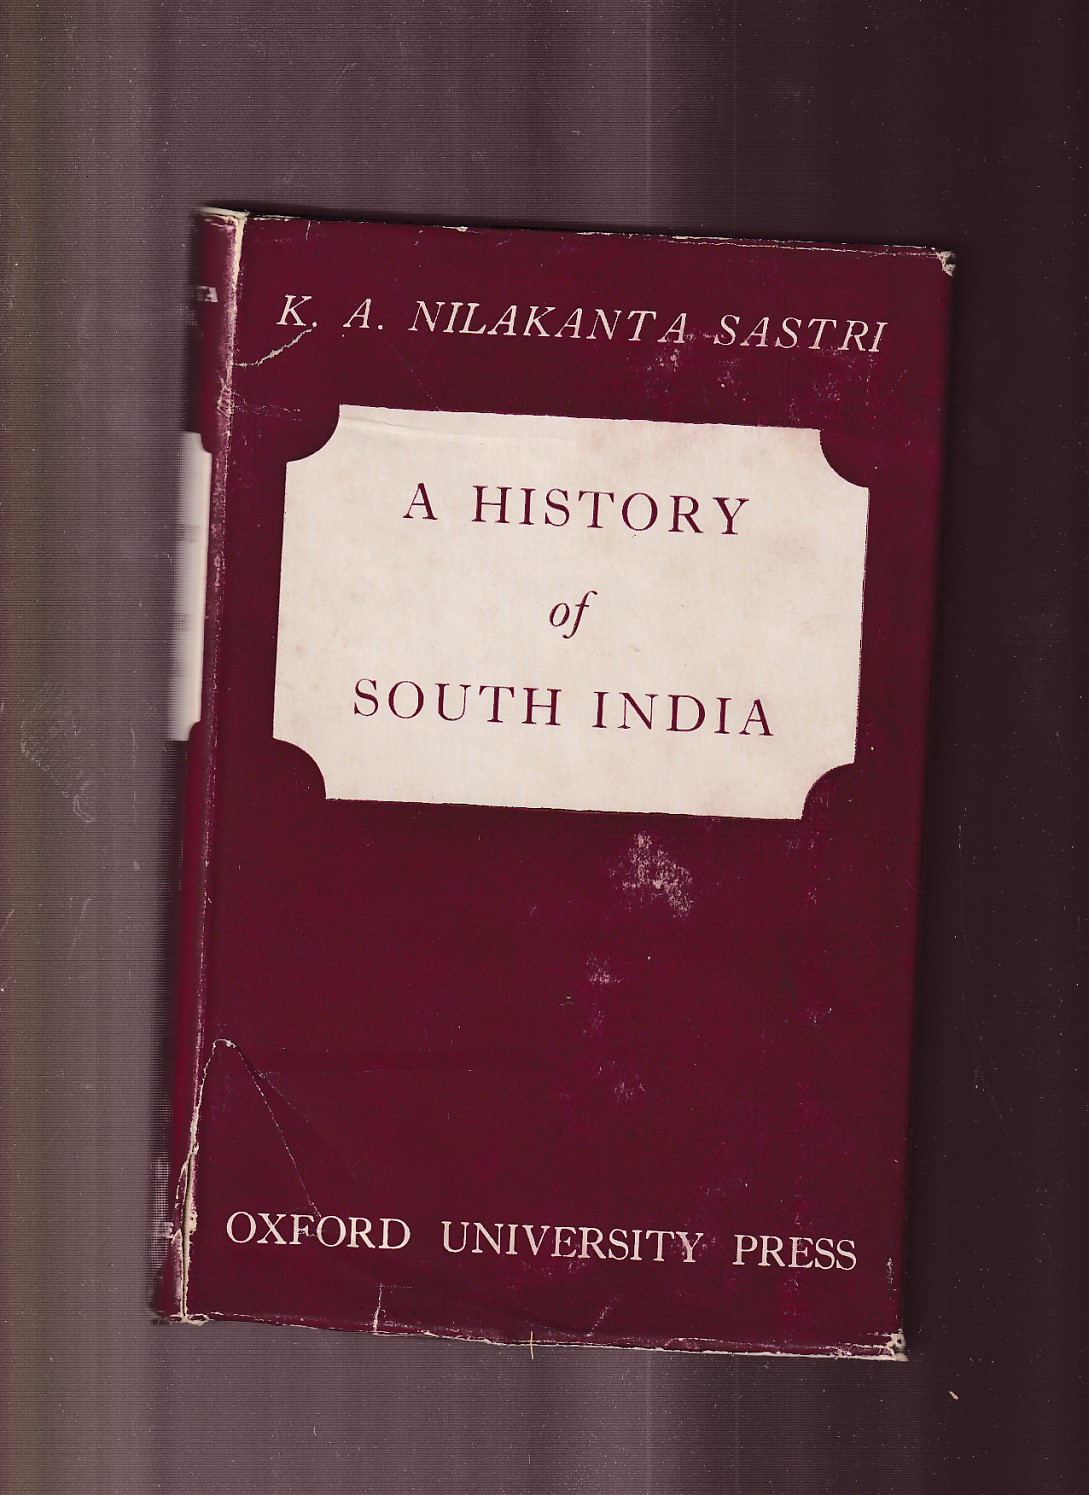 K. A. NILAKANTA SASTRI
A HISTORY
of
SOUTH INDIA
OXFORD UNIVERSITY PRESS